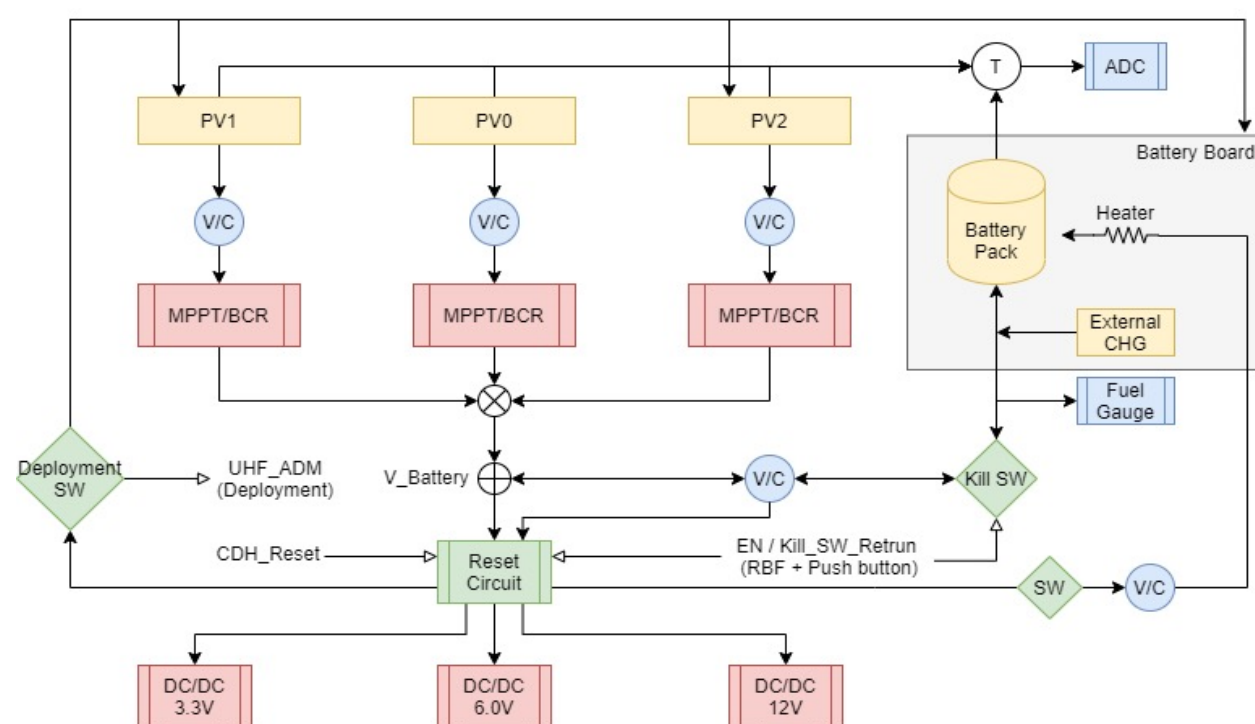 T
ADC
PV1
PV0
PV2
Battery Board
V/C
V/C
V/C
Battery
Pack
Heater
MPPT/BCR
MPPT/BCR
MPPT/BCR
External
CHG
Fuel
Gauge
Deployment
SW
UHF_ADM
(Deployment)
V_Battery
V/C
Kill SW
CDH_Reset
Reset
Circuit
EN / Kill_SW_Retrun
(RBF + Push button)
SW
V/C
DC/DC
3.3V
DC/DC
6.0V
DC/DC
12V